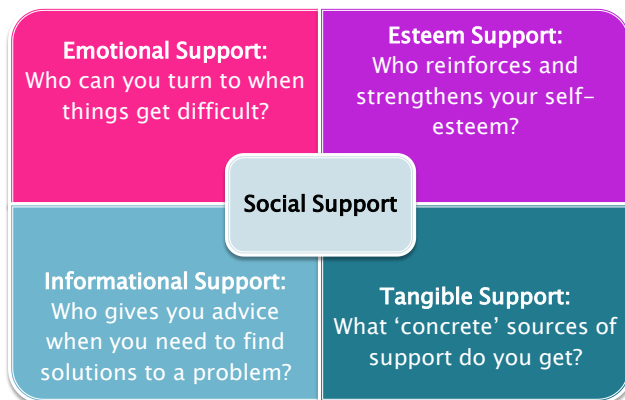 Emotional Support:
Who can you turn to when
things get difficult?
Esteem Support:
Who reinforces and
strengthens your self-
esteem?
Social Support
Informational Support:
Who gives you advice
when you need to find
solutions to a problem?
Tangible Support:
What ‘concrete’ sources of
support do you get?